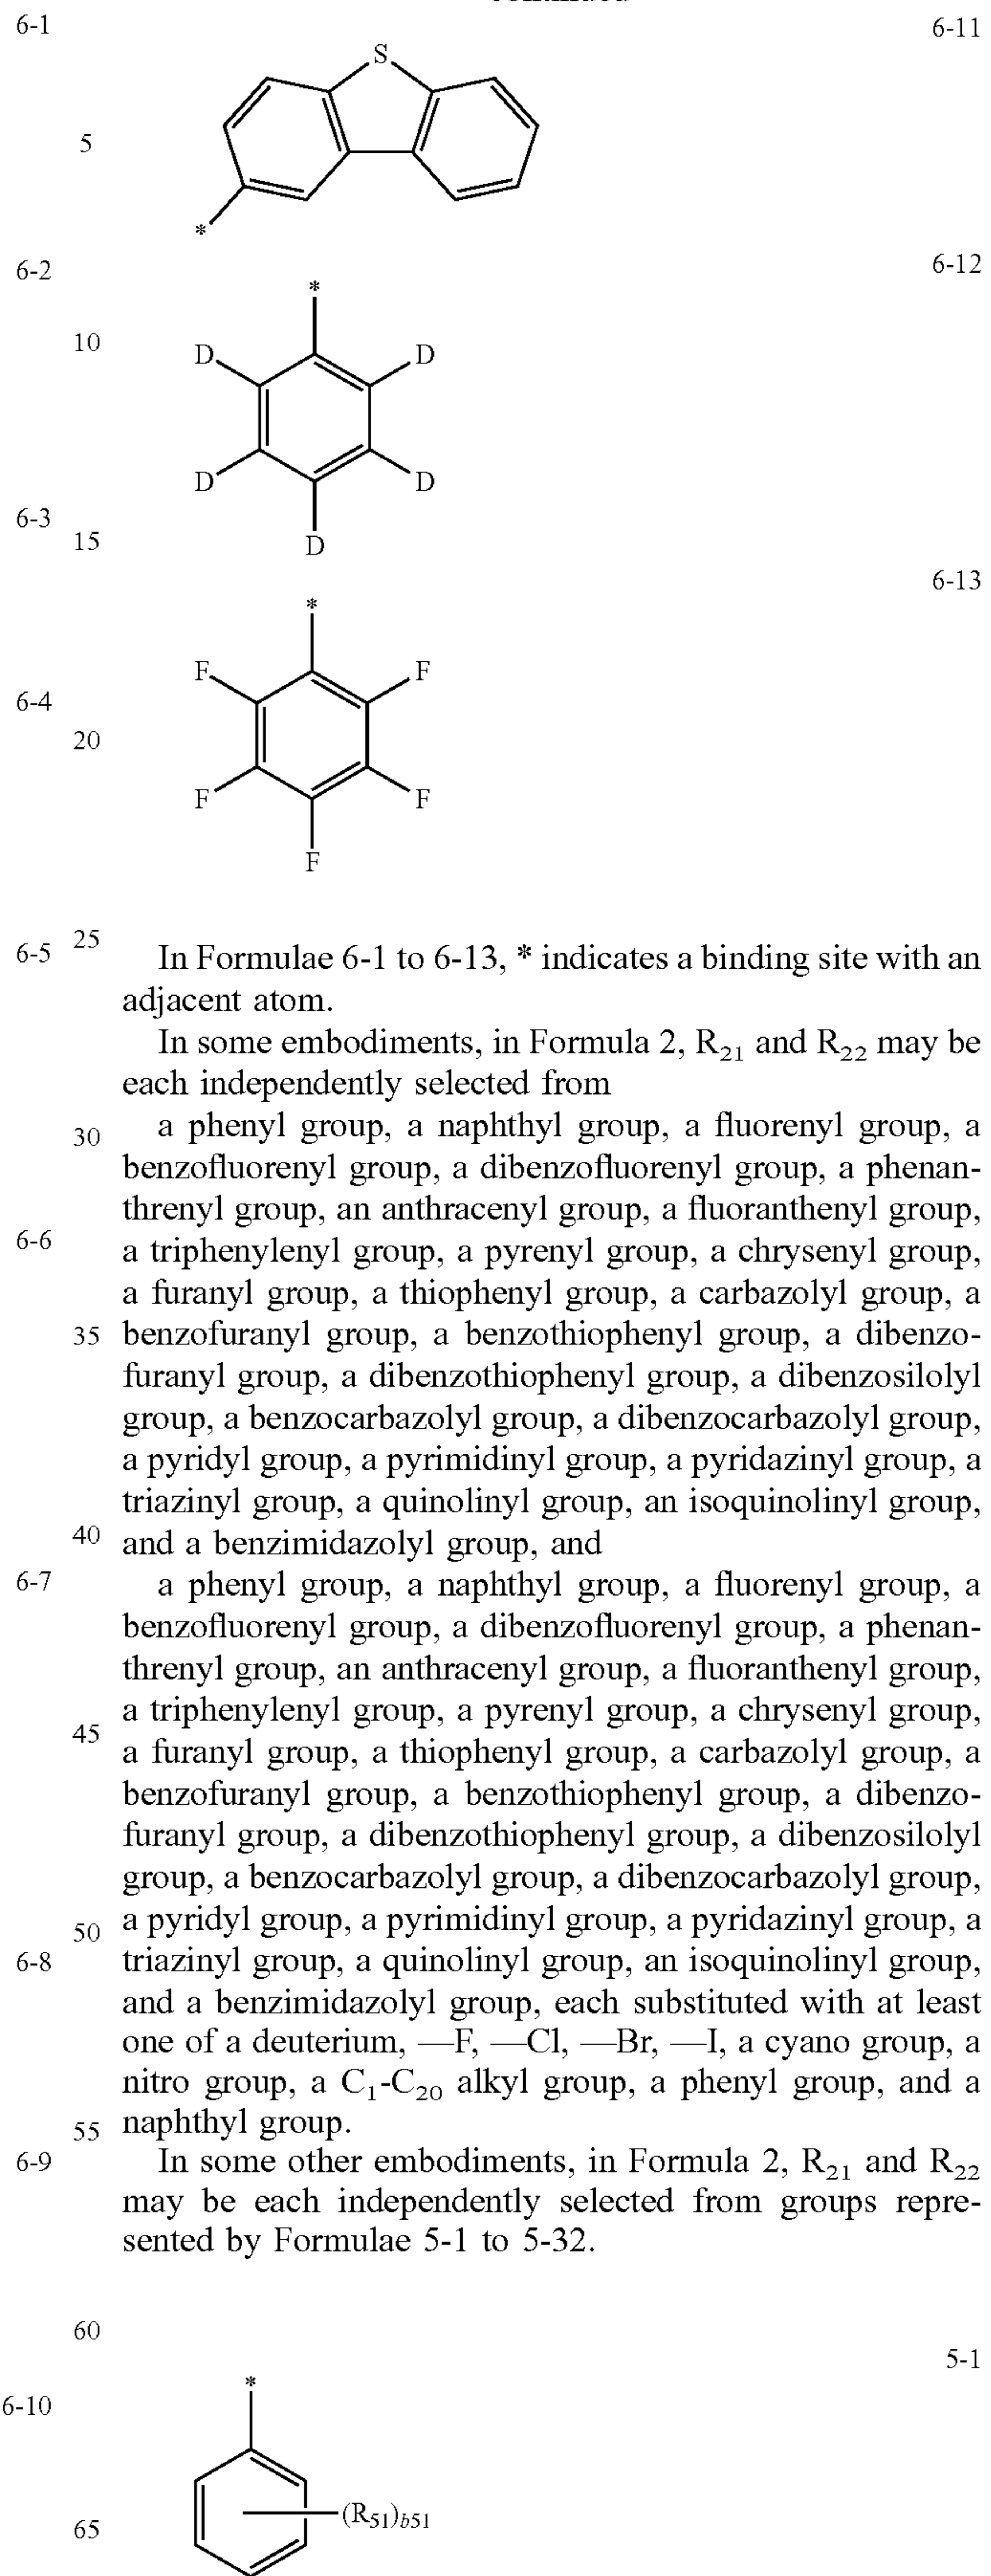 6-1
6-11
S
5
*
6-2
6-12
*
10
D D
D D
6-3
15
D
6-13
*
F F
6-4
20
F F
F
25
6-5
In Formulae 6-1 to 6-13, * indicates a binding site with an
adjacent atom.
In some embodiments, in Formula 2, R21 and R22 may be
each independently selected from
30 a phenyl group, a naphthyl group, a fluorenyl group, a
benzofluorenyl group, a dibenzofluorenyl group, a phenan-
threnyl group, an anthracenyl group, a fluoranthenyl group,
6-6 a triphenylenyl group, a pyrenyl group, a chrysenyl group,
a furanyl group, a thiophenyl group, a carbazolyl group, a
35 benzofuranyl group, a benzothiophenyl group, a dibenzo-
furanyl group, a dibenzothiophenyl group, a dibenzosilolyl
group, a benzocarbazolyl group, a dibenzocarbazolyl group,
a pyridyl group, a pyrimidinyl group, a pyridazinyl group, a
triazinyl group, a quinolinyl group, an isoquinolinyl group,
40 and a benzimidazolyl group, and
6-7 a phenyl group, a naphthyl group, a fluorenyl group, a
benzofluorenyl group, a dibenzofluorenyl group, a phenan-
threnyl group, an anthracenyl group, a fluoranthenyl group,
a triphenylenyl group, a pyrenyl group, a chrysenyl group,
45 a furanyl group, a thiophenyl group, a carbazolyl group, a
benzofuranyl group, a benzothiophenyl group, a dibenzo-
furanyl group, a dibenzothiophenyl group, a dibenzosilolyl
group, a benzocarbazolyl group, a dibenzocarbazolyl group,
50 a pyridyl group, a pyrimidinyl group, a pyridazinyl group, a
6-8 triazinyl group, a quinolinyl group, an isoquinolinyl group,
and a benzimidazolyl group, each substituted with at least
one of a deuterium, —F, —Cl, —Br, —I, a cyano group, a
nitro group, a C1-C20 alkyl group, a phenyl group, and a
55 naphthyl group.
6-9 In some other embodiments, in Formula 2, R21 and R22
may be each independently selected from groups repre-
sented by Formulae 5-1 to 5-32.
60
5-1
*
6-10
(R51)b51
65